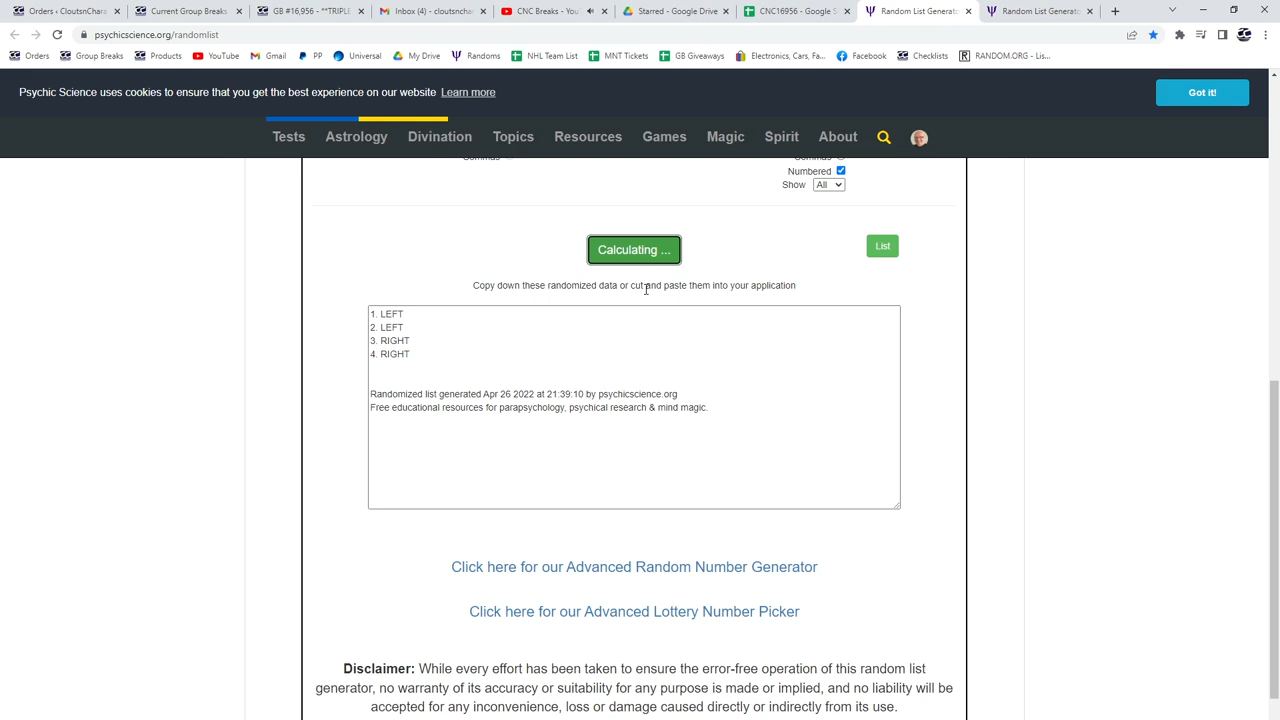 Orders ‹ CloutsnChara
Current Group Breaks
GB #16,956 - **TRIPLE
Inbox (4) - cloutsnchar
CNC Breaks - You
Starred - Google Drive
CNC16956 - Google S
Random List Generato
Random List Generato
psychicscience.org/randomlist
Orders
Group Breaks
Products
YouTube
Gmail
PP
Universal
My Drive
Randoms
NHL Team List
MNT Tickets
GB Giveaways
Electronics, Cars, Fa...
Facebook
Checklists
RANDOM.ORG - Lis...
Psychic Science uses cookies to ensure that you get the best experience on our website Learn more
Got it!
Tests
Astrology
Divination
Topics
Resources
Games
Magic
Spirit
About
Commas
Commas
Numbered
Show All
Calculating ...
List
Copy down these randomized data or cut and paste them into your application
1. LEFT
2. LEFT
3. RIGHT
4. RIGHT
Randomized list generated Apr 26 2022 at 21:39:10 by psychicscience.org
Free educational resources for parapsychology, psychical research & mind magic.
Click here for our Advanced Random Number Generator
Click here for our Advanced Lottery Number Picker
Disclaimer: While every effort has been taken to ensure the error-free operation of this random list
generator, no warranty of its accuracy or suitability for any purpose is made or implied, and no liability will be
accepted for any inconvenience, loss or damage caused directly or indirectly from its use.